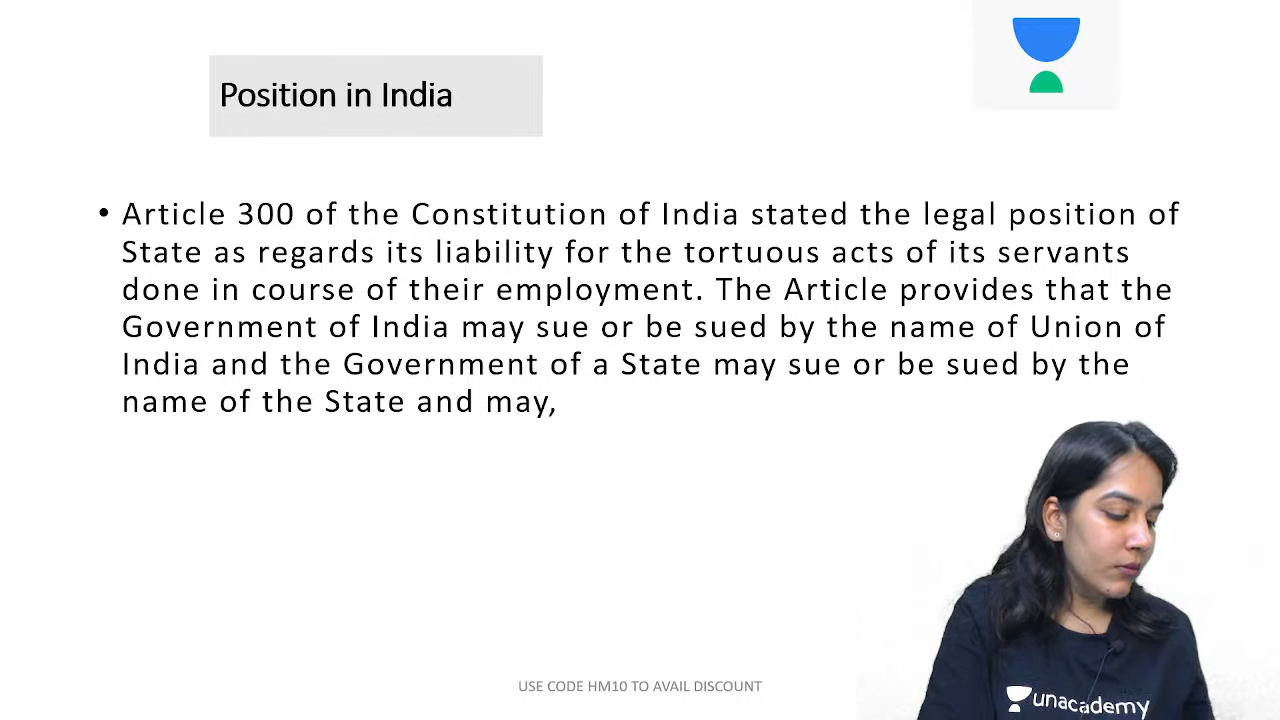 Position in India
• Article 300 of the Constitution of India stated the legal position of
State as regards its liability for the tortuous acts of its servants
done in course of their employment. The Article provides that the
Government of India may sue or be sued by the name of Union of
India and the Government of a State may sue or be sued by the
name of the State and may,
unacademy
USE CODE HM10 TO AVAIL DISCOUNT